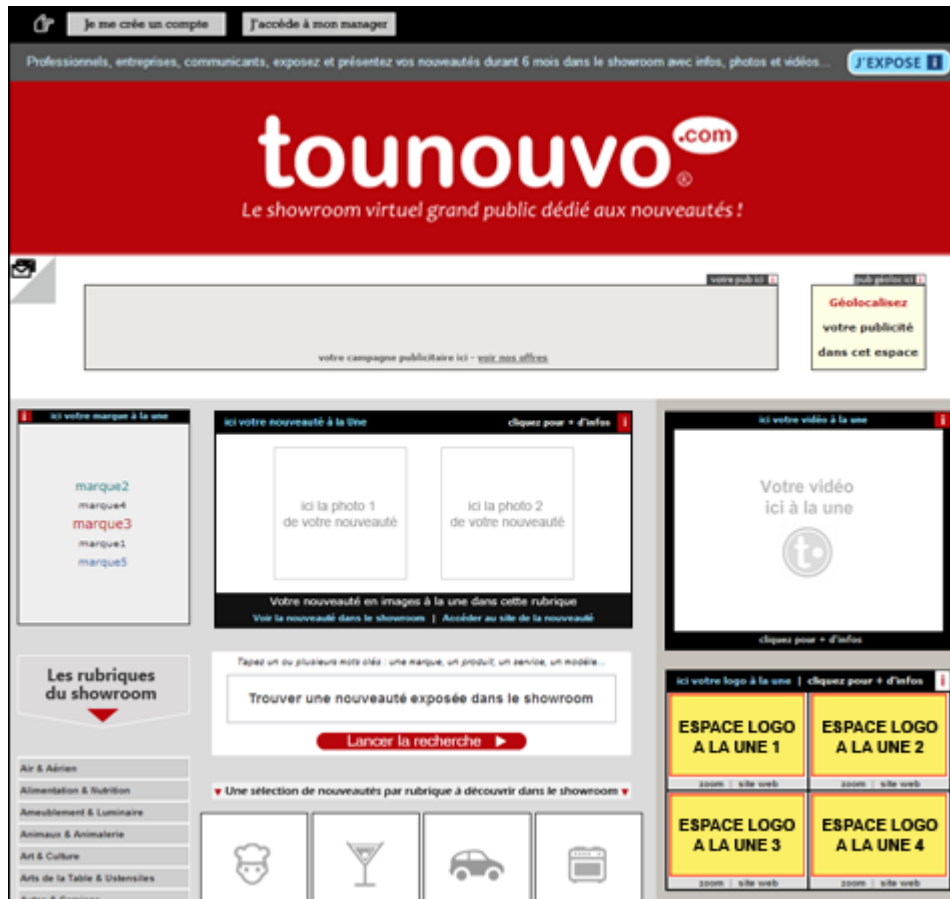 Je me crée un compte
J'accède à mon manager
Professionnels, entreprises, communicants, exposez et présentez vos nouveautés durant 6 mois dans le showroom avec infos, photos et vidéos...
J'EXPOSE i
tounouvo.com®
Le showroom virtuel grand public dédié aux nouveautés !
votre pub ici i
pub géoloc ici i
votre campagne publicitaire ici - voir nos offres
Géolocalisez
votre publicité
dans cet espace
i ici votre marque à la une
marque2
marque4
marque3
marque1
marque5
ici votre nouveauté à la Une
cliquez pour + d'infos i
ici la photo 1
de votre nouveauté
ici la photo 2
de votre nouveauté
Votre nouveauté en images à la une dans cette rubrique
Voir la nouveauté dans le showroom | Accéder au site de la nouveauté
ici votre vidéo à la une i
Votre vidéo
ici à la une
t.
cliquez pour + d'infos
Les rubriques
du showroom
Air & Aérien
Alimentation & Nutrition
Ameublement & Luminaire
Animaux & Animalerie
Art & Culture
Arts de la Table & Ustensiles
Tapez un ou plusieurs mots clés : une marque, un produit, un service, un modèle...
Trouver une nouveauté exposée dans le showroom
Lancer la recherche
Une sélection de nouveautés par rubrique à découvrir dans le showroom
ici votre logo à la une | cliquez pour + d'infos i
ESPACE LOGO
A LA UNE 1
zoom | site web
ESPACE LOGO
A LA UNE 2
zoom | site web
ESPACE LOGO
A LA UNE 3
zoom | site web
ESPACE LOGO
A LA UNE 4
zoom | site web